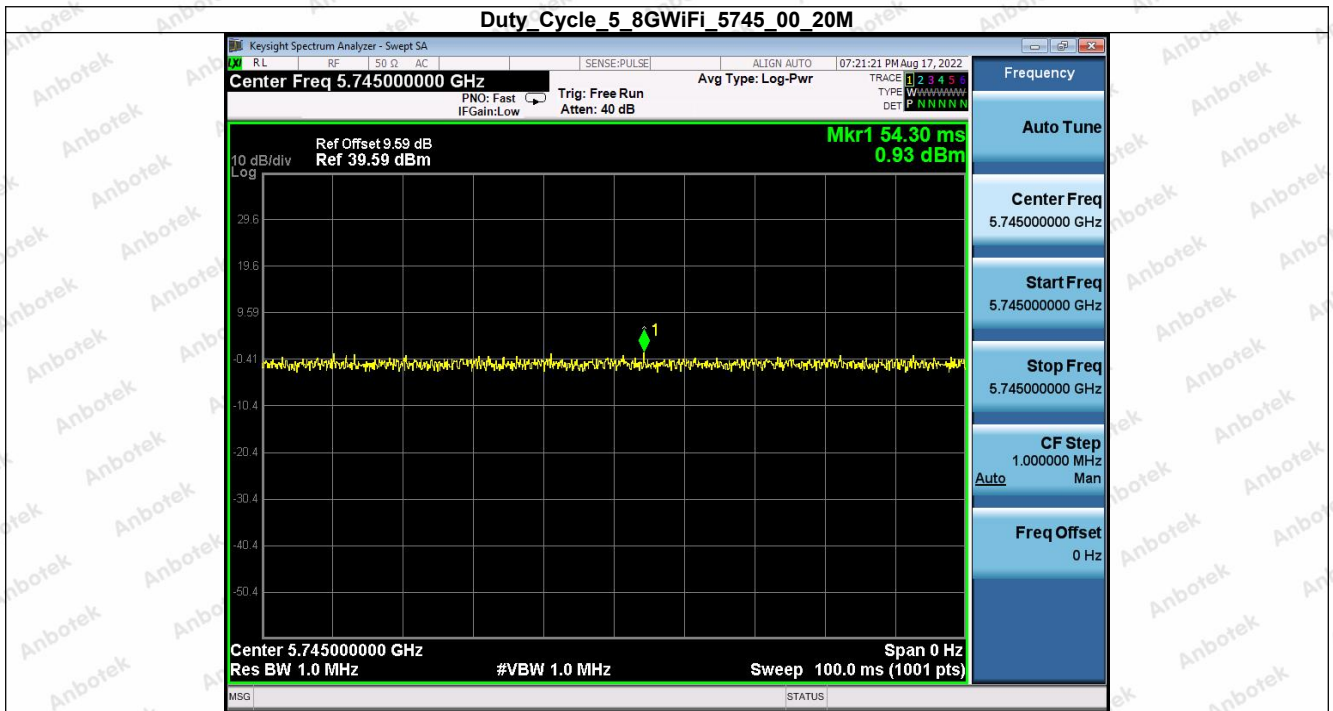 Duty_Cycle_5_8GWiFi_5745_00_20M
Keysight Spectrum Analyzer - Swept SA
RL RF 50 Ω AC SENSE:PULSE ALIGN AUTO 07:21:21 PM Aug 17, 2022
Center Freq 5.745000000 GHz
PNO: Fast
IFGain:Low
Trig: Free Run
Atten: 40 dB
Avg Type: Log-Pwr
TRACE 1 2 3 4 5 6
TYPE WWWWWW
DET P N N N N N
Mkr1 54.30 ms
0.93 dBm
Ref Offset 9.59 dB
10 dB/div Ref 39.59 dBm
Log
29.6
19.6
9.59
1
-0.41
-10.4
-20.4
-30.4
-40.4
-50.4
Center 5.745000000 GHz Span 0 Hz
Res BW 1.0 MHz #VBW 1.0 MHz Sweep 100.0 ms (1001 pts)
MSG STATUS
Frequency
Auto Tune
Center Freq
5.745000000 GHz
Start Freq
5.745000000 GHz
Stop Freq
5.745000000 GHz
CF Step
1.000000 MHz
Auto Man
Freq Offset
0 Hz
Anbotek